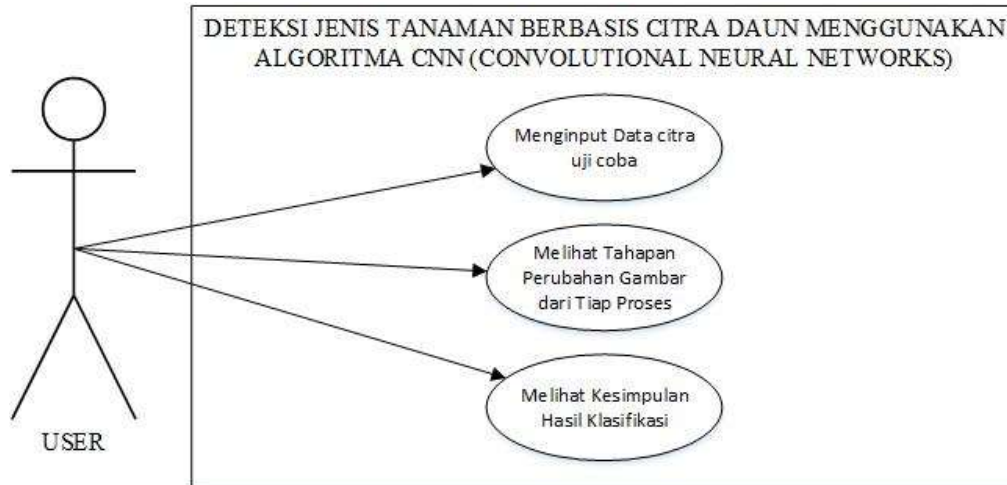 DETEKSI JENIS TANAMAN BERBASIS CITRA DAUN MENGGUNAKAN
ALGORITMA CNN (CONVOLUTIONAL NEURAL NETWORKS)
Menginput Data citra
uji coba
Melihat Tahapan
Perubahan Gambar
dari Tiap Proses
Melihat Kesimpulan
Hasil Klasifikasi
USER